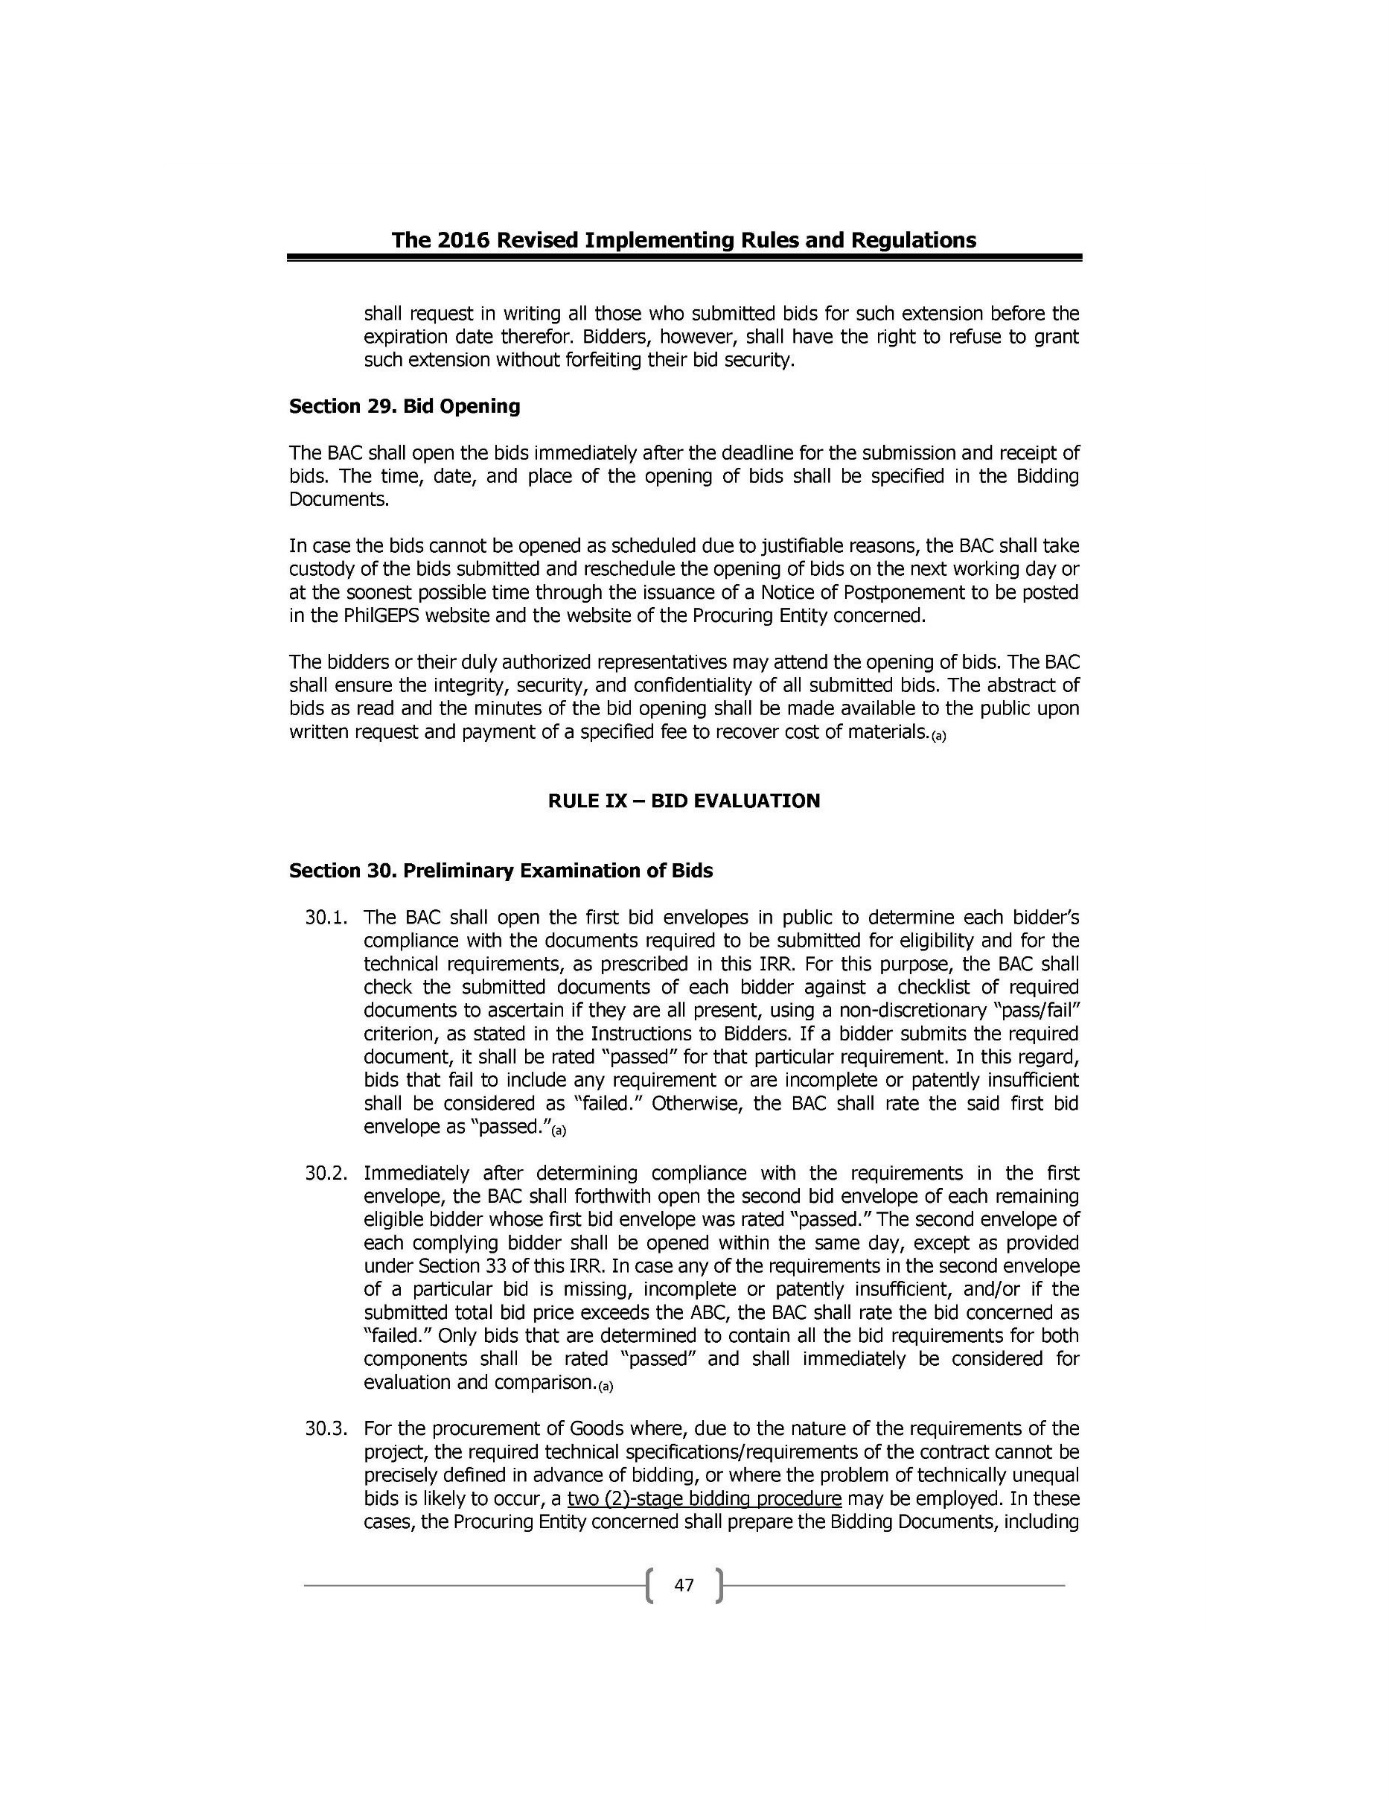 The 2016 Revised Implementing Rules and Regulations
shall request in writing all those who submitted bids for such extension before the
expiration date therefor. Bidders, however, shall have the right to refuse to grant
such extension without forfeiting their bid security.
Section 29. Bid Opening
The BAC shall open the bids immediately after the deadline for the submission and receipt of
bids. The time, date, and place of the opening of bids shall be specified in the Bidding
Documents.
In case the bids cannot be opened as scheduled due to justifiable reasons, the BAC shall take
custody of the bids submitted and reschedule the opening of bids on the next working day or
at the soonest possible time through the issuance of a Notice of Postponement to be posted
in the PhilGEPS website and the website of the Procuring Entity concerned.
The bidders or their duly authorized representatives may attend the opening of bids. The BAC
shall ensure the integrity, security, and confidentiality of all submitted bids. The abstract of
bids as read and the minutes of the bid opening shall be made available to the public upon
written request and payment of a specified fee to recover cost of materials.(a)
RULE IX – BID EVALUATION
Section 30. Preliminary Examination of Bids
30.1. The BAC shall open the first bid envelopes in public to determine each bidder’s
compliance with the documents required to be submitted for eligibility and for the
technical requirements, as prescribed in this IRR. For this purpose, the BAC shall
check the submitted documents of each bidder against a checklist of required
documents to ascertain if they are all present, using a non-discretionary “pass/fail”
criterion, as stated in the Instructions to Bidders. If a bidder submits the required
document, it shall be rated “passed” for that particular requirement. In this regard,
bids that fail to include any requirement or are incomplete or patently insufficient
shall be considered as “failed.” Otherwise, the BAC shall rate the said first bid
envelope as “passed.”(a)
30.2. Immediately after determining compliance with the requirements in the first
envelope, the BAC shall forthwith open the second bid envelope of each remaining
eligible bidder whose first bid envelope was rated “passed.” The second envelope of
each complying bidder shall be opened within the same day, except as provided
under Section 33 of this IRR. In case any of the requirements in the second envelope
of a particular bid is missing, incomplete or patently insufficient, and/or if the
submitted total bid price exceeds the ABC, the BAC shall rate the bid concerned as
“failed.” Only bids that are determined to contain all the bid requirements for both
components shall be rated “passed” and shall immediately be considered for
evaluation and comparison.(a)
30.3. For the procurement of Goods where, due to the nature of the requirements of the
project, the required technical specifications/requirements of the contract cannot be
precisely defined in advance of bidding, or where the problem of technically unequal
bids is likely to occur, a two (2)-stage bidding procedure may be employed. In these
cases, the Procuring Entity concerned shall prepare the Bidding Documents, including
47